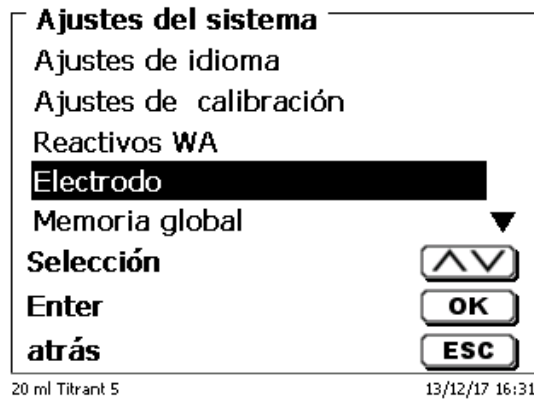 Ajustes del sistema
Ajustes de idioma
Ajustes de calibración
Reactivos WA
Electrodo
Memoria global
Selección
Enter OK
atrás ESC
20 ml Titrant 5 13/12/17 16:31